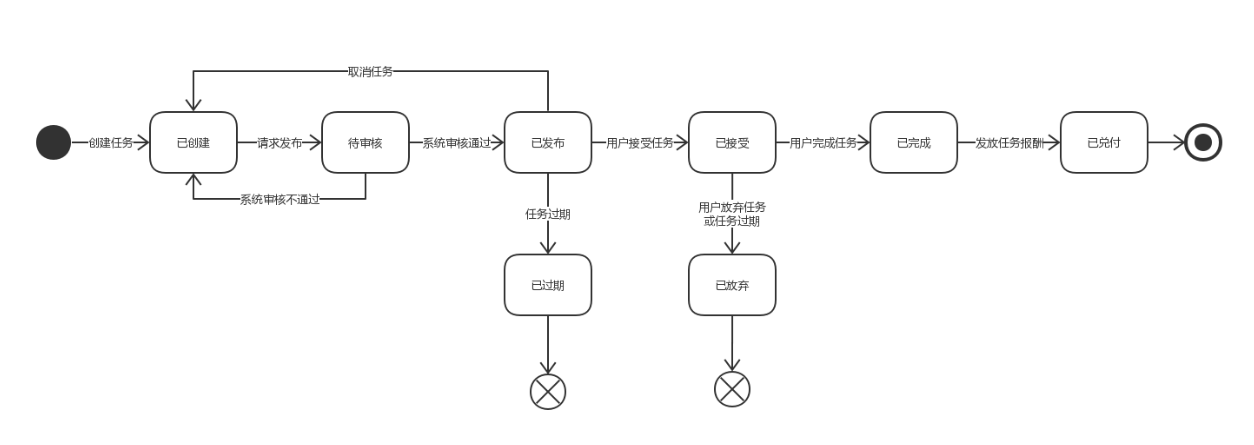 取消任务
创建任务
已创建
请求发布
待审核
系统审核通过
已发布
用户接受任务
已接受
用户完成任务
已完成
发放任务报酬
已兑付
系统审核不通过
任务过期
用户放弃任务
或任务过期
已过期
已放弃